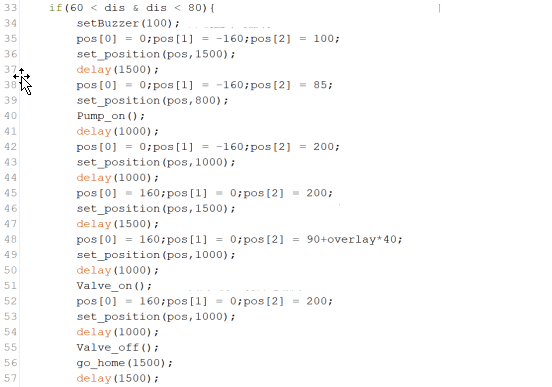 33 if(60 < dis & dis < 80){
34 setBuzzer(100);
35 pos[0] = 0;pos[1] = -160;pos[2] = 100;
36 set_position(pos,1500);
37 delay(1500);
38 pos[0] = 0;pos[1] = -160;pos[2] = 85;
39 set_position(pos,800);
40 Pump_on();
41 delay(1000);
42 pos[0] = 0;pos[1] = -160;pos[2] = 200;
43 set_position(pos,1000);
44 delay(1000);
45 pos[0] = 160;pos[1] = 0;pos[2] = 200;
46 set_position(pos,1500);
47 delay(1500);
48 pos[0] = 160;pos[1] = 0;pos[2] = 90+overlay*40;
49 set_position(pos,1000);
50 delay(1000);
51 Valve_on();
52 pos[0] = 160;pos[1] = 0;pos[2] = 200;
53 set_position(pos,1000);
54 delay(1000);
55 Valve_off();
56 go_home(1500);
57 delay(1500);